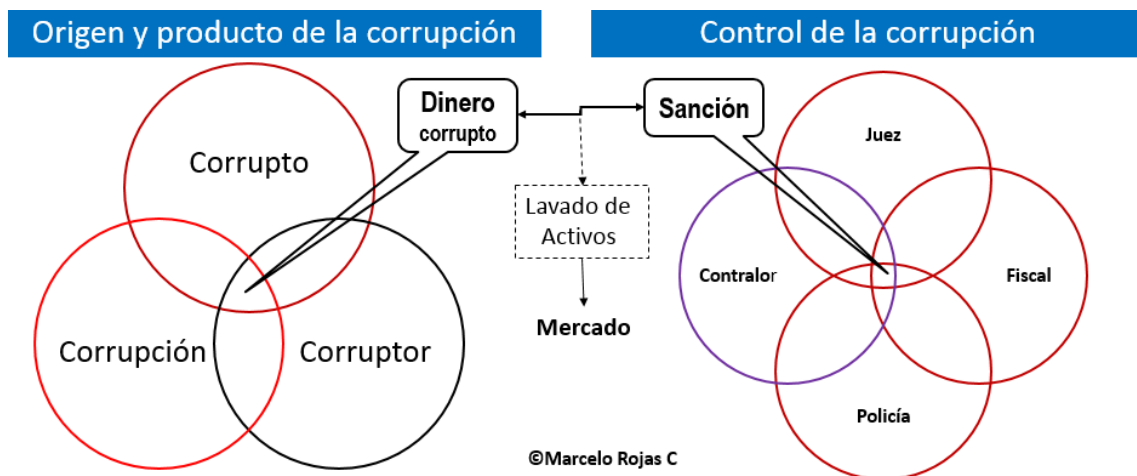 Origen y producto de la corrupción
Control de la corrupción
Dinero
corrupto
Sanción
Corrupto
Corrupción
Corruptor
Lavado de
Activos
Mercado
Juez
Contralor
Fiscal
Policía
©Marcelo Rojas C